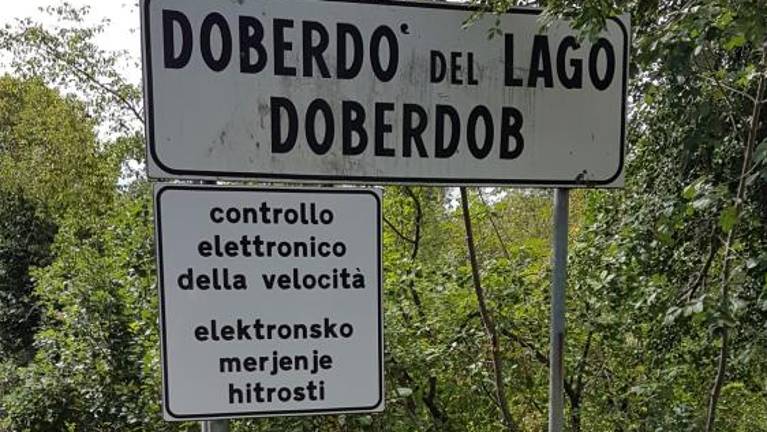 DOBERDO' DEL LAGO
DOBERDOB
controllo
elettronico
della velocità
elektronsko
merjenje
hitrosti